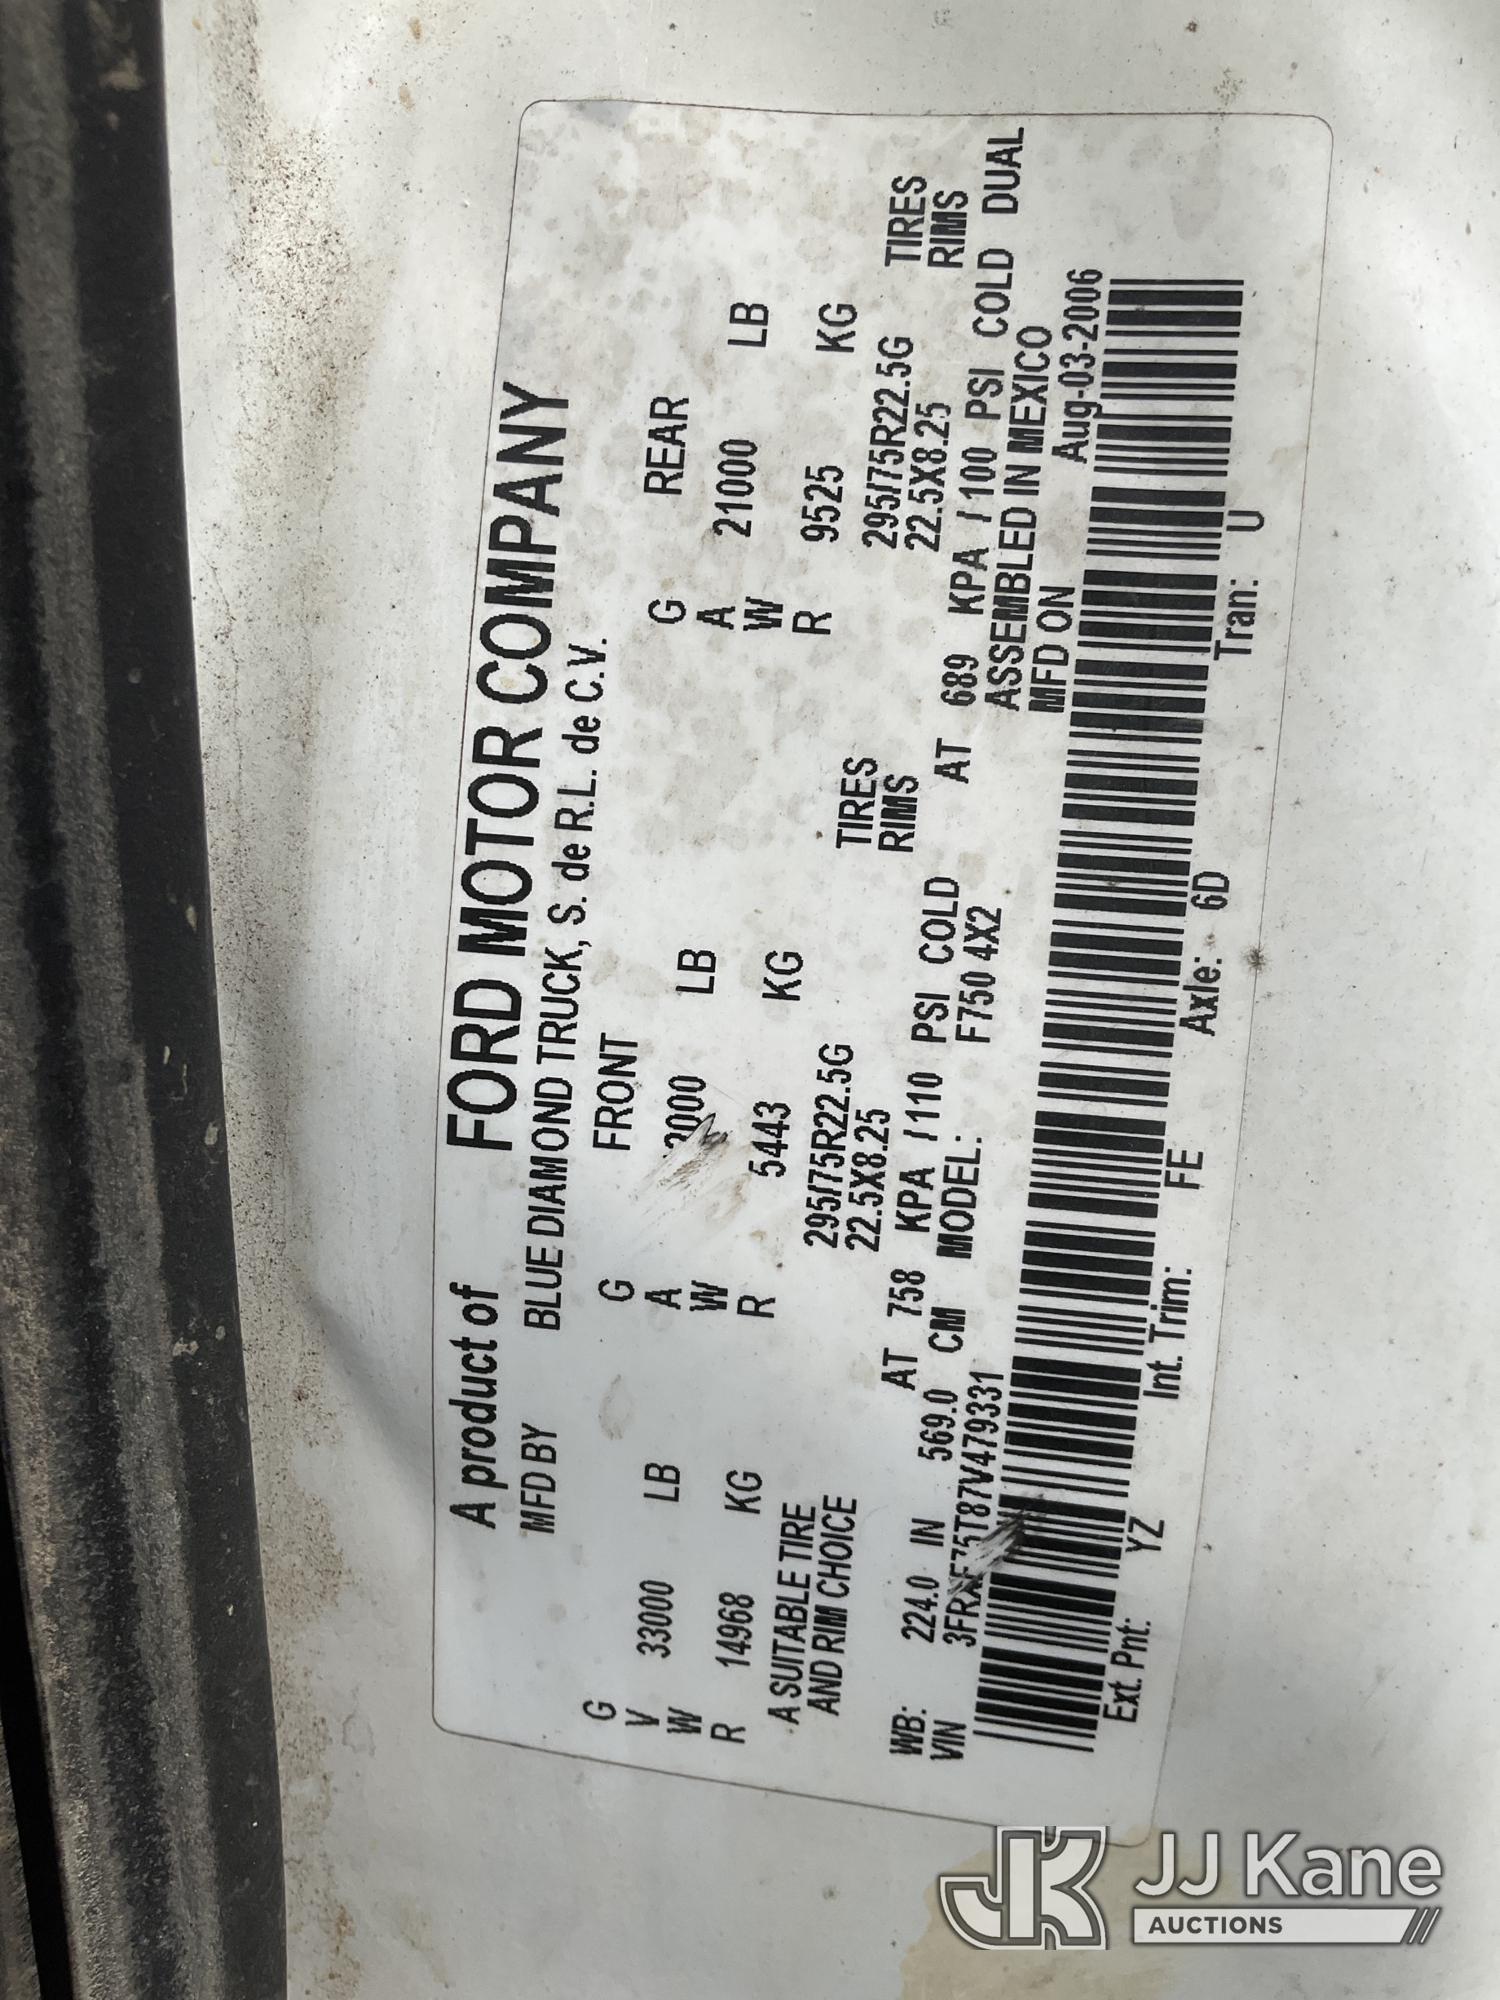 A product of FORD MOTOR COMPANY
MFD BY BLUE DIAMOND TRUCK, S. de R.L. de C.V.
FRONT REAR
G G G
V 33000 LB A LB A 21000 LB
W W W
R 14968 KG R 5443 KG R 9525 KG
A SUITABLE TIRE 295/75R22.5G TIRES 295/75R22.5G TIRES
AND RIM CHOICE 22.5X8.25 RIMS 22.5X8.25 RIMS
AT 758 KPA / 110 PSI COLD AT 689 KPA / 100 PSI COLD DUAL
WB: 224.0 IN 569.0 CM MODEL: F750 4X2 ASSEMBLED IN MEXICO
VIN 3FRXF75T87V479331 MFD ON Aug-03-2006
Ext. Pnt: YZ Int. Trim: FE Axle: 6D Tran: U
JK JJ Kane
AUCTIONS